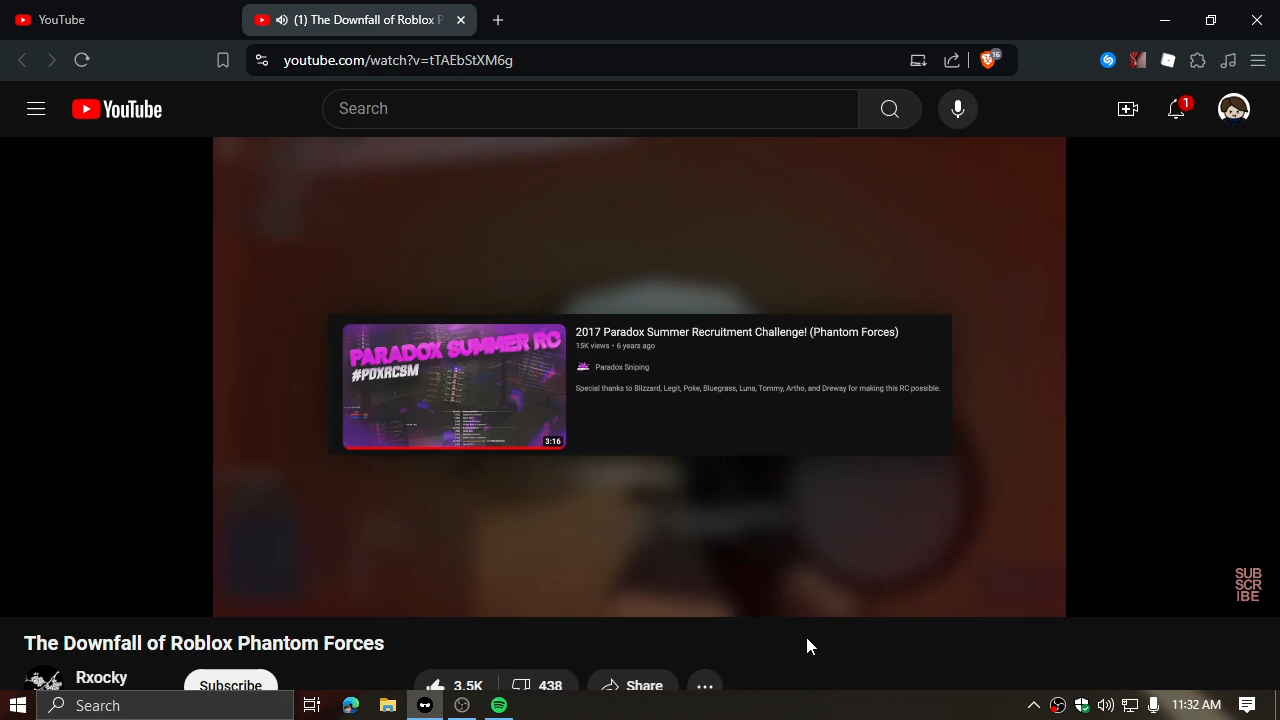 YouTube
(1) The Downfall of Roblox P
youtube.com/watch?v=tTAEbStXM6g
16
YouTube
Search
1
PARADOX SUMMER RC
#PDXRCSM
3:16
2017 Paradox Summer Recruitment Challenge! (Phantom Forces)
15K views • 6 years ago
Paradox Sniping
Special thanks to Blizzard, Legit, Poke, Bluegrass, Luna, Tommy, Artho, and Dreway for making this RC possible.
SUB
SCR
IBE
The Downfall of Roblox Phantom Forces
Rxocky
Subscribe
3.5K
438
Share
Search
11:32 AM